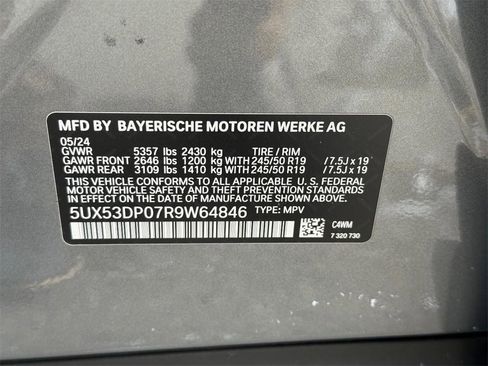 MFD BY BAYERISCHE MOTOREN WERKE AG
05/24
GVWR 5357 lbs 2430 kg TIRE / RIM
GAWR FRONT 2646 lbs 1200 kg WITH 245/50 R19 /7.5J x 19
GAWR REAR 3109 lbs 1410 kg WITH 245/50 R19 /7.5J x 19
THIS VEHICLE CONFORMS TO ALL APPLICABLE U. S. FEDERAL
MOTOR VEHICLE SAFETY AND THEFT PREVENTION STANDARDS
IN EFFECT ON THE DATE OF MANUFACTURE SHOWN ABOVE.
5UX53DP07R9W64846 TYPE: MPV
C4WM
7 320 730